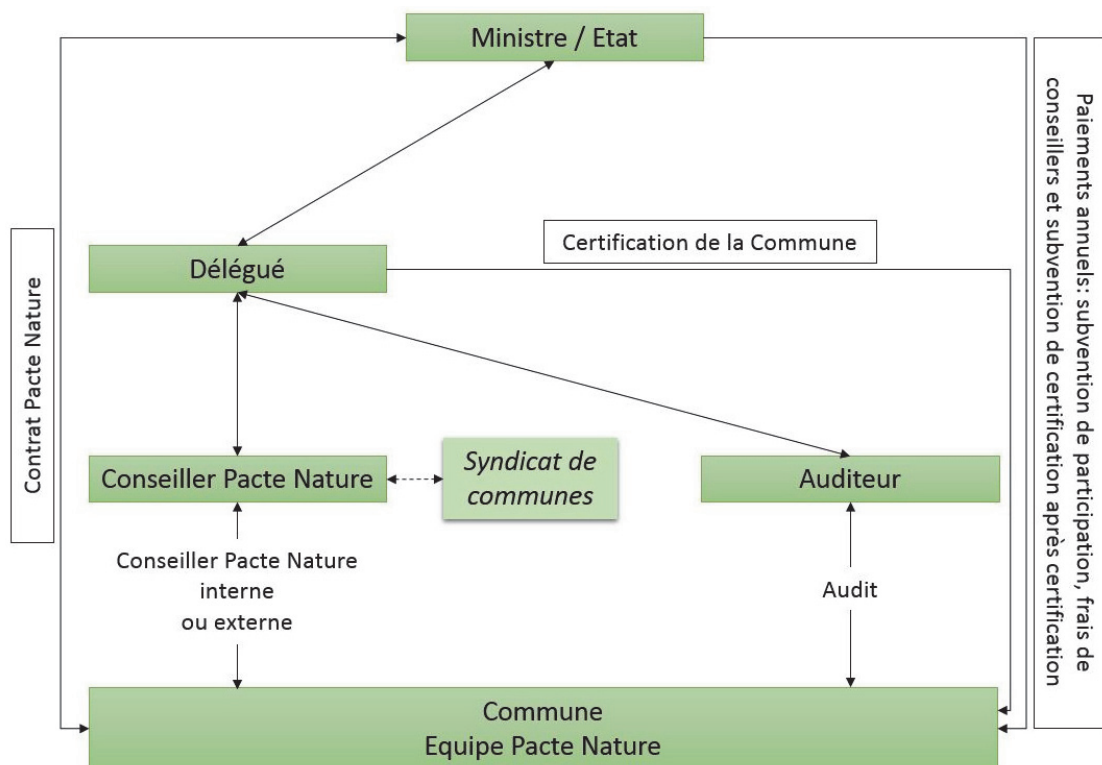 Ministre / Etat
Contrat Pacte Nature
Paiements annuels: subvention de participation, frais de
conseillers et subvention de certification après certification
Certification de la Commune
Délégué
Conseiller Pacte Nature
Syndicat de
communes
Auditeur
Conseiller Pacte Nature
interne
ou externe
Audit
Commune
Equipe Pacte Nature